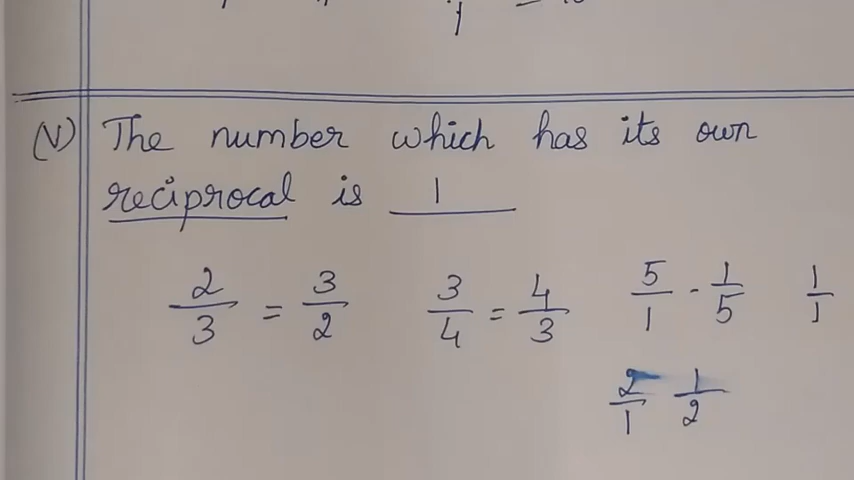 (V) The number which has its own
reciprocal is 1
2/3 = 3/2 3/4 = 4/3 5/1 - 1/5 1/1
2/1 1/2